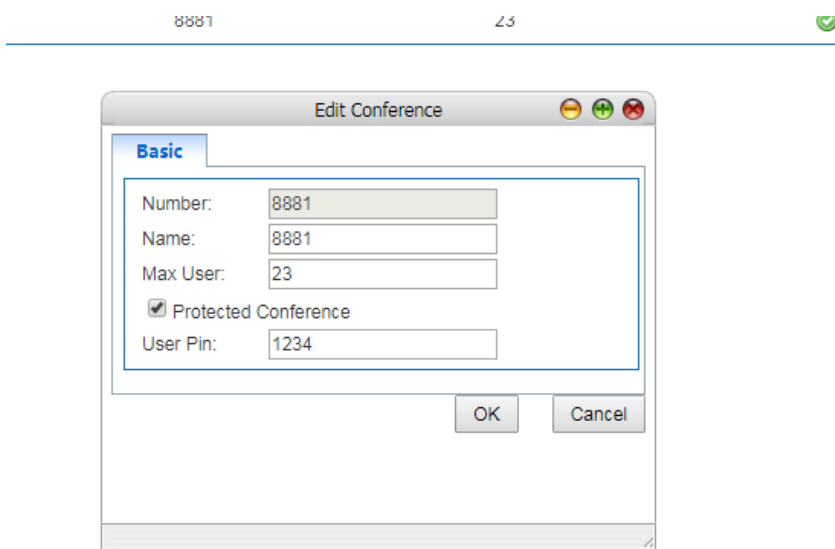 8881 23
Edit Conference
Basic
Number: 8881
Name: 8881
Max User: 23
Protected Conference
User Pin: 1234
OK Cancel